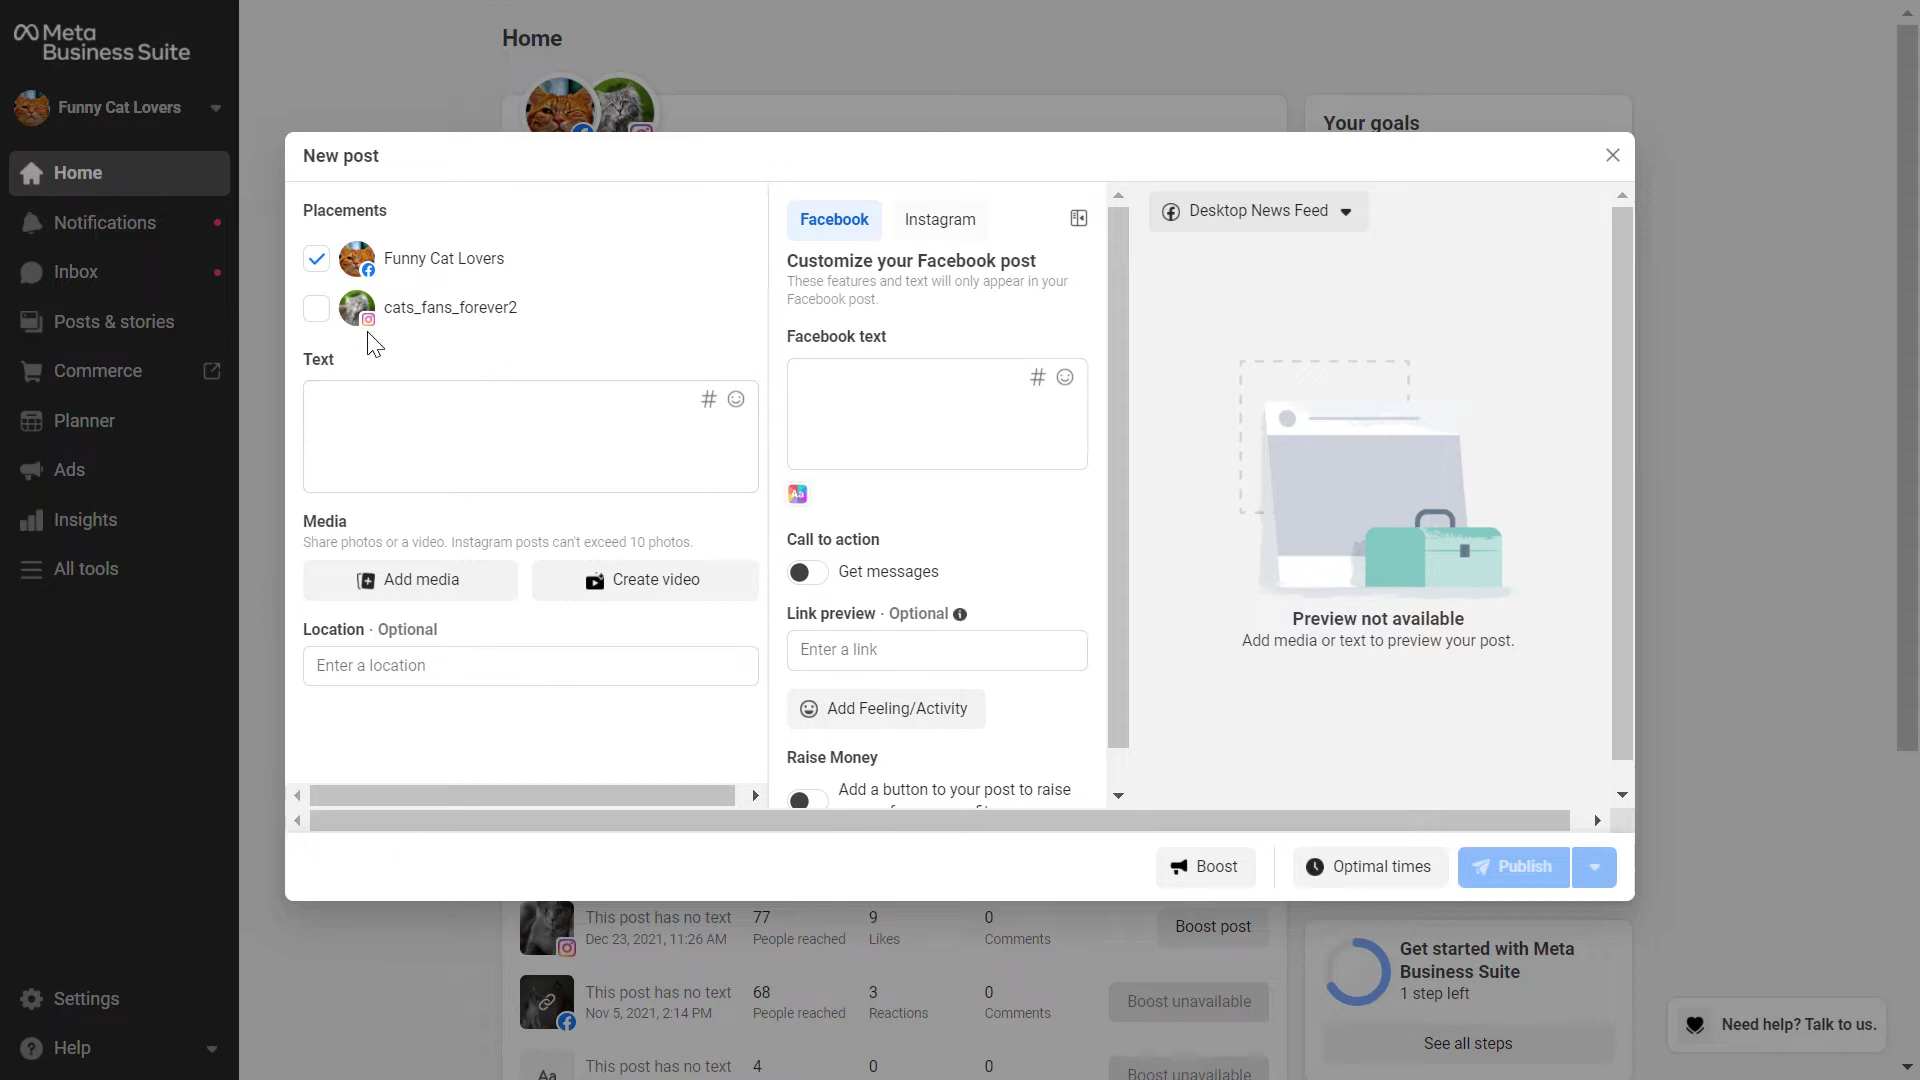 Meta
Business Suite
Funny Cat Lovers
Home
Notifications
Inbox
Posts & stories
Commerce
Planner
Ads
Insights
All tools
Settings
Help
Home
Your goals
New post
Placements
Funny Cat Lovers
cats_fans_forever2
Text
#
Media
Share photos or a video. Instagram posts can't exceed 10 photos.
Add media
Create video
Location · Optional
Enter a location
Facebook
Instagram
Customize your Facebook post
These features and text will only appear in your
Facebook post.
Facebook text
#
Aa
Call to action
Get messages
Link preview · Optional
Enter a link
Add Feeling/Activity
Raise Money
Add a button to your post to raise
Desktop News Feed
Preview not available
Add media or text to preview your post.
Boost
Optimal times
Publish
This post has no text 77 9 0
Dec 23, 2021, 11:26 AM People reached Likes Comments
Boost post
This post has no text 68 3 0
Nov 5, 2021, 2:14 PM People reached Reactions Comments
Boost unavailable
Aa
This post has no text 4 0 0
Boost unavailable
Get started with Meta
Business Suite
1 step left
See all steps
Need help? Talk to us.